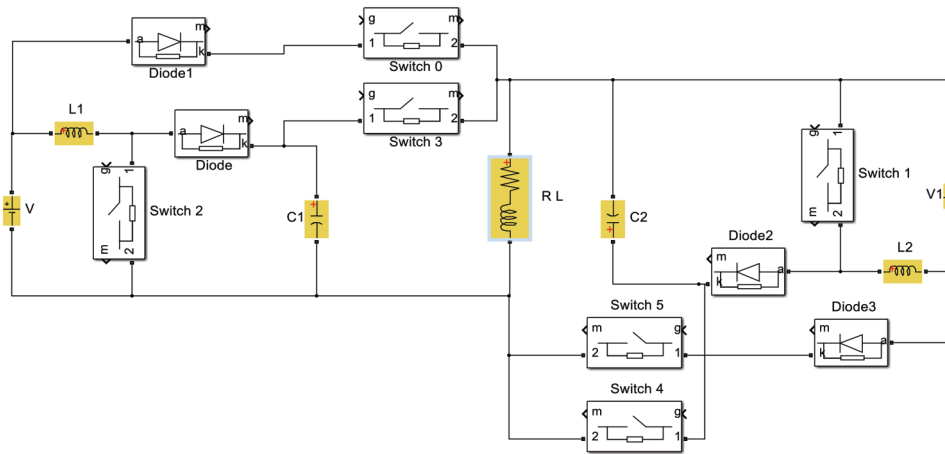 g
m
1
2
Switch 0
a
m
k
Diode1
g
m
1
2
Switch 3
L1
+
a
m
k
Diode
g
1
m
2
Switch 2
+
V
C1
+
+
R L
C2
+
g
1
m
2
Switch 1
V1
Diode2
m
k
a
L2
+
Switch 5
m
g
2
1
Diode3
m
k
a
Switch 4
m
g
2
1